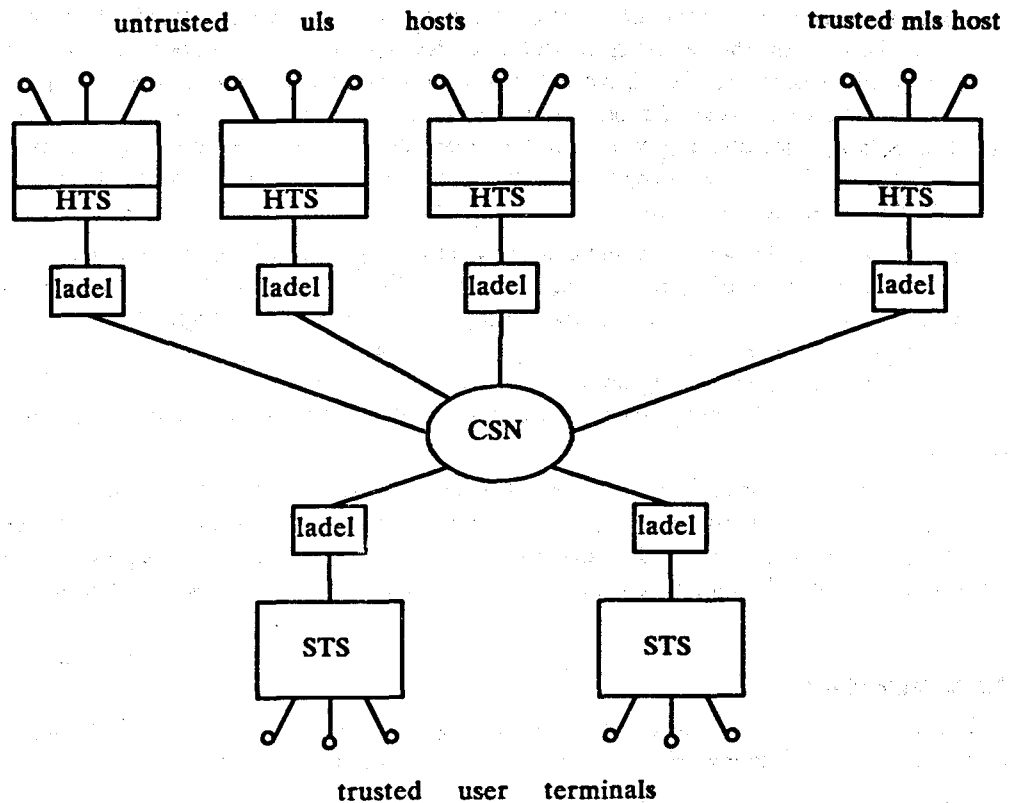 untrusted uls hosts trusted mls host
HTS HTS HTS HTS
ladel ladel ladel ladel
CSN
ladel ladel
STS STS
trusted user terminals